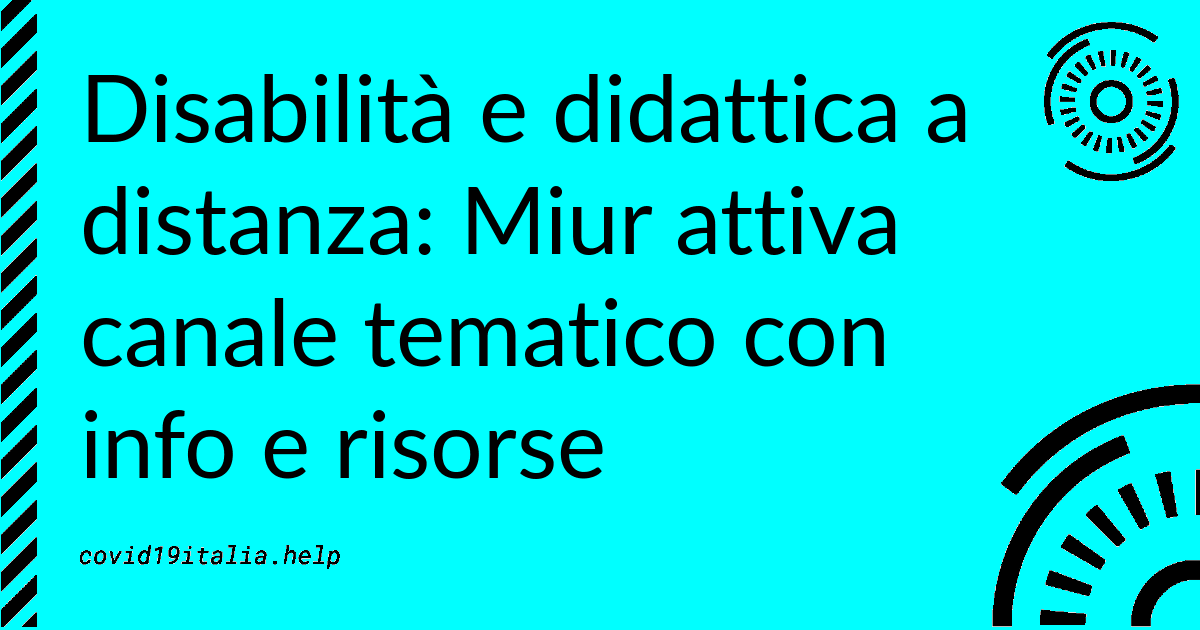 Disabilità e didattica a
distanza: Miur attiva
canale tematico con
info e risorse
covid19italia.help